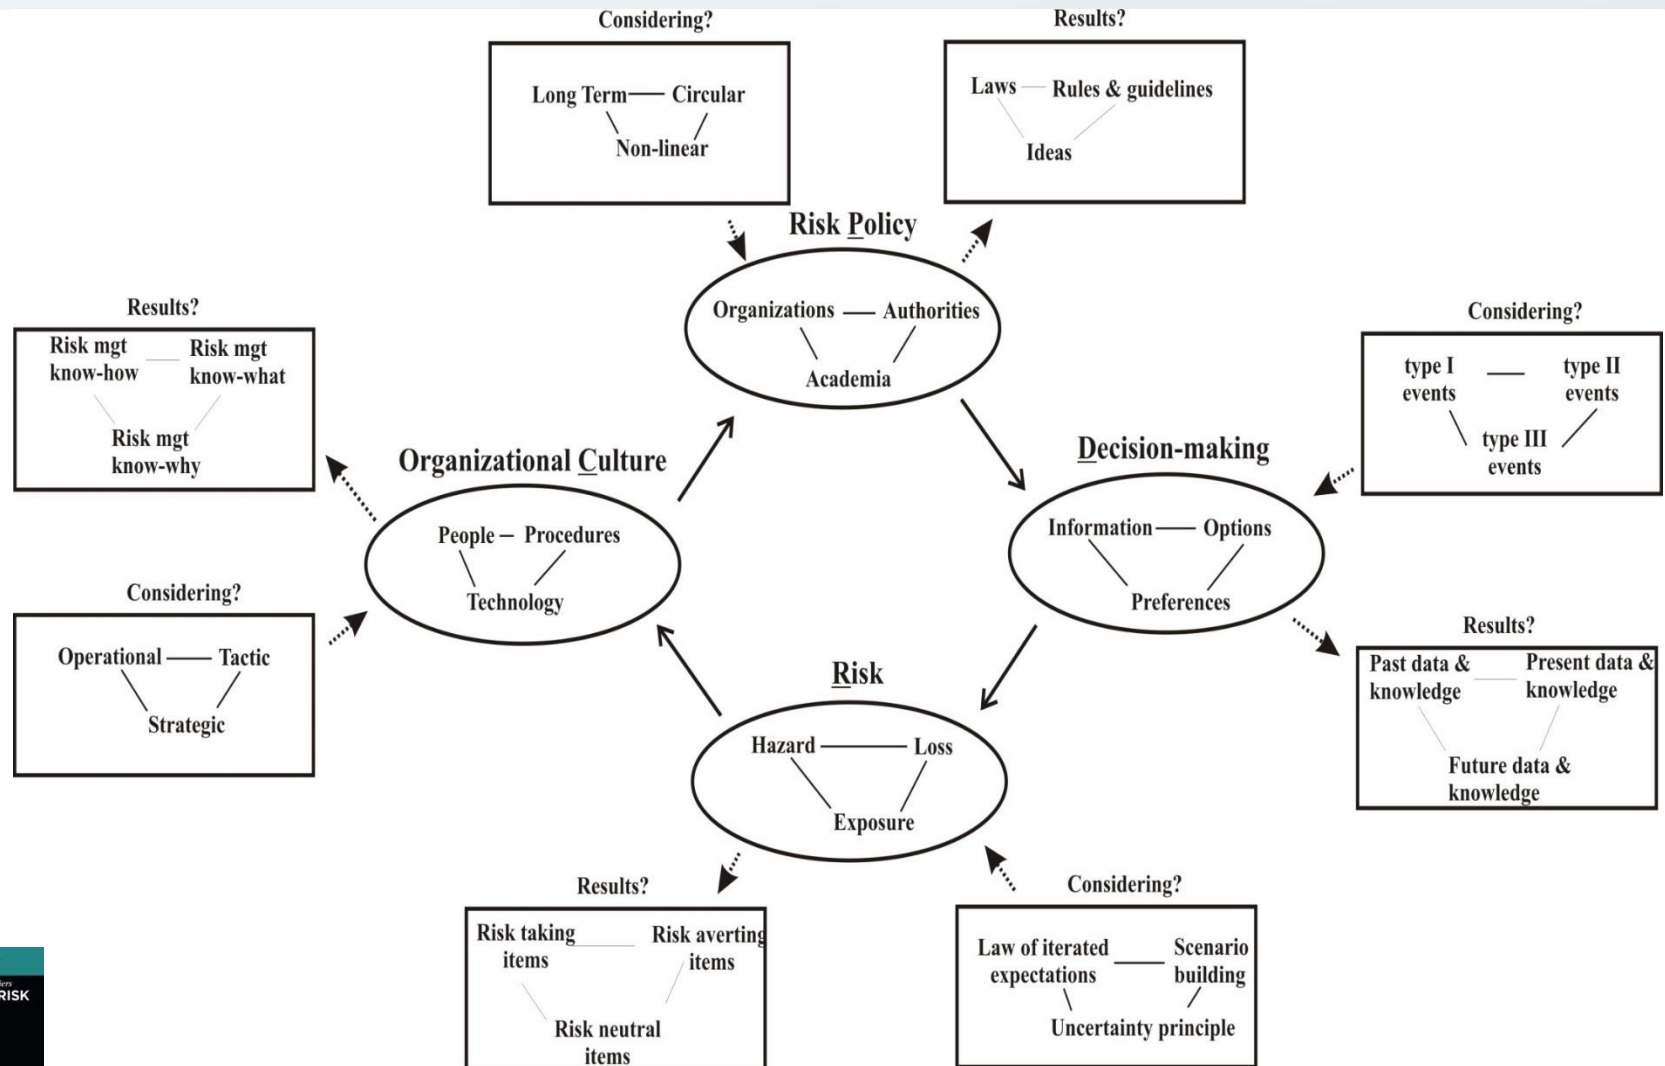 Considering?
Long Term
Circular
Non-linear
Results?
Laws
Rules & guidelines
Ideas
Risk Policy
Organizations
Authorities
Academia
Results?
Risk mgt
know-how
Risk mgt
know-what
Risk mgt
know-why
Considering?
type I
events
type II
events
type III
events
Organizational Culture
People
Procedures
Technology
Decision-making
Information
Options
Preferences
Considering?
Operational
Tactic
Strategic
Results?
Past data &
knowledge
Present data &
knowledge
Future data &
knowledge
Risk
Hazard
Loss
Exposure
Results?
Risk taking
items
Risk averting
items
Risk neutral
items
Considering?
Law of iterated
expectations
Scenario
building
Uncertainty principle
RISK